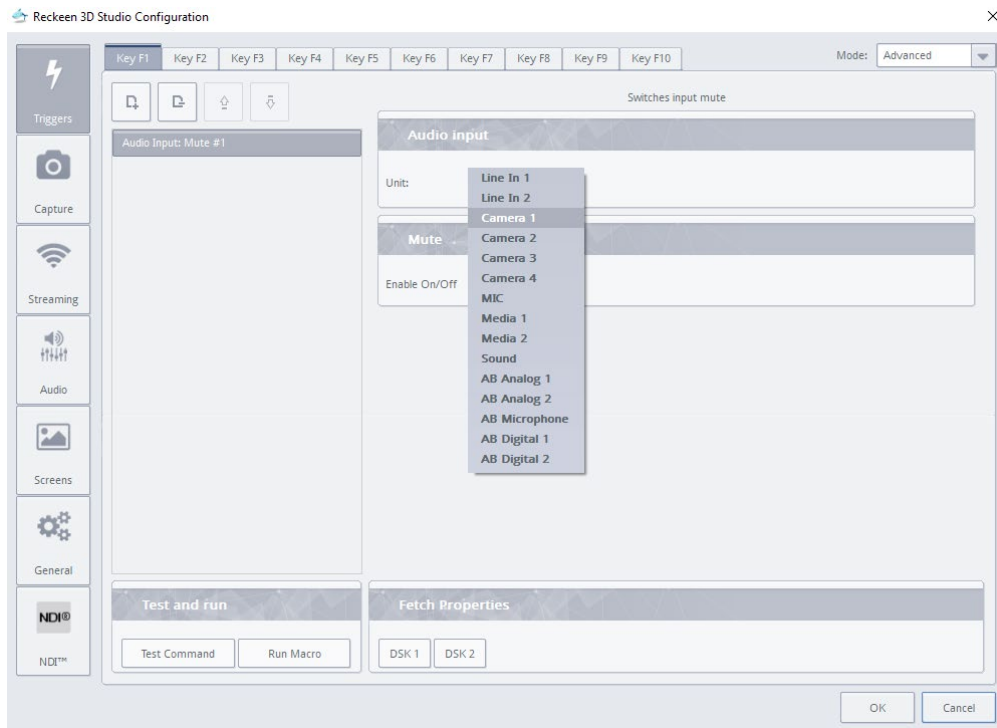 Reckeen 3D Studio Configuration
Key F1 Key F2 Key F3 Key F4 Key F5 Key F6 Key F7 Key F8 Key F9 Key F10
Mode: Advanced
Triggers
Capture
Streaming
Audio
Screens
General
NDI®
NDI™
Audio Input: Mute #1
Switches input mute
Audio input
Unit:
Mute
Enable On/Off
Line In 1
Line In 2
Camera 1
Camera 2
Camera 3
Camera 4
MIC
Media 1
Media 2
Sound
AB Analog 1
AB Analog 2
AB Microphone
AB Digital 1
AB Digital 2
Test and run
Test Command Run Macro
Fetch Properties
DSK 1 DSK 2
OK Cancel